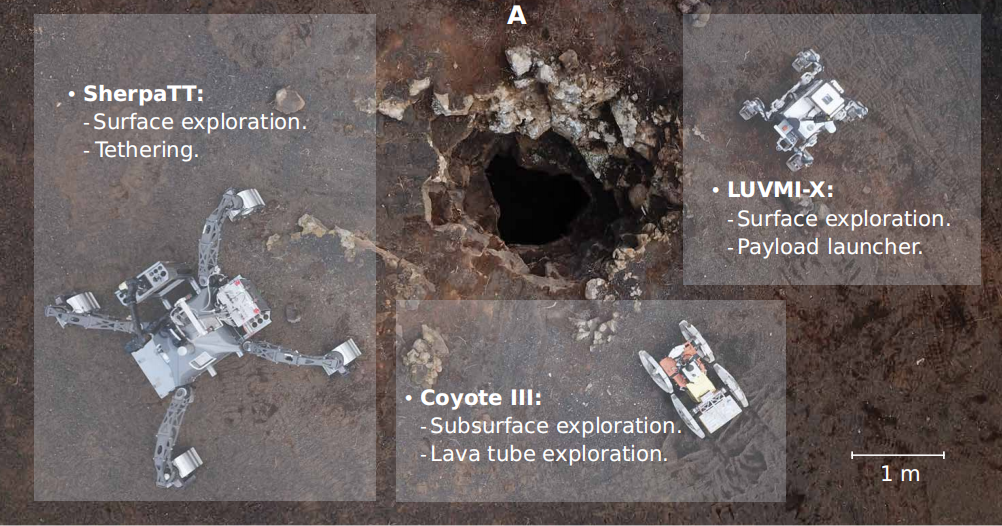 A
• SherpaTT:
-Surface exploration.
-Tethering.
• LUVMI-X:
-Surface exploration.
-Payload launcher.
• Coyote III:
-Subsurface exploration.
-Lava tube exploration.
1 m